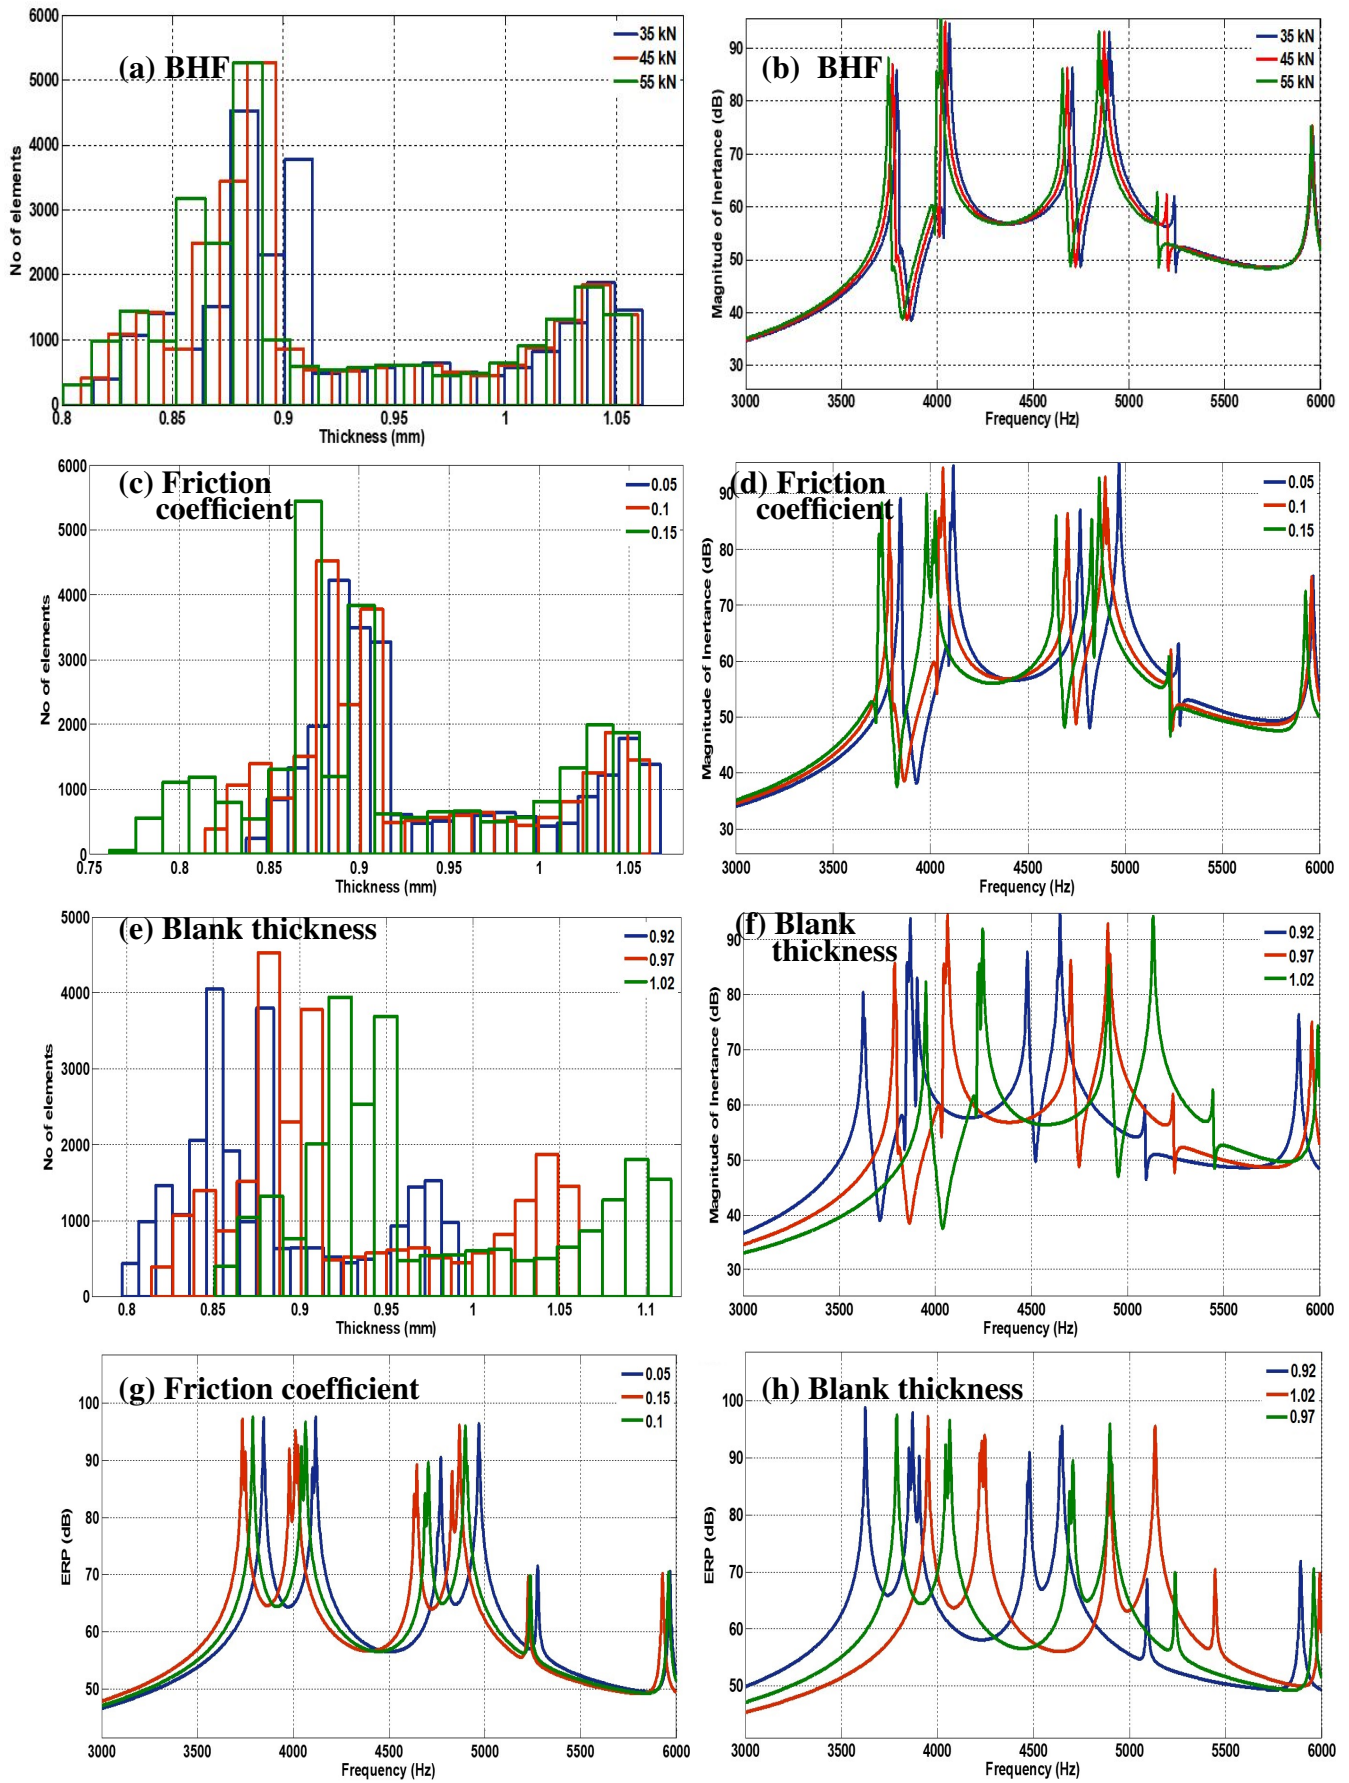 (a) BHF
35 kN
45 kN
55 kN
No of elements
6000
5000
4000
3000
2000
1000
0
0.8 0.85 0.9 0.95 1 1.05
Thickness (mm)
(b) BHF
35 kN
45 kN
55 kN
Magnitude of Inertance (dB)
90
80
70
60
50
40
30
3000 3500 4000 4500 5000 5500 6000
Frequency (Hz)
(c) Friction
coefficient
0.05
0.1
0.15
No of elements
6000
5000
4000
3000
2000
1000
0
0.75 0.8 0.85 0.9 0.95 1 1.05
Thickness (mm)
(d) Friction
coefficient
0.05
0.1
0.15
Magnitude of Inertance (dB)
90
80
70
60
50
40
30
3000 3500 4000 4500 5000 5500 6000
Frequency (Hz)
(e) Blank thickness
0.92
0.97
1.02
No of elements
5000
4000
3000
2000
1000
0
0.8 0.85 0.9 0.95 1 1.05 1.1
Thickness (mm)
(f) Blank
thickness
0.92
0.97
1.02
Magnitude of Inertance (dB)
90
80
70
60
50
40
30
3000 3500 4000 4500 5000 5500 6000
Frequency (Hz)
(g) Friction coefficient
0.05
0.15
0.1
ERP (dB)
100
90
80
70
60
50
3000 3500 4000 4500 5000 5500 6000
Frequency (Hz)
(h) Blank thickness
0.92
1.02
0.97
ERP (dB)
100
90
80
70
60
50
3000 3500 4000 4500 5000 5500 6000
Frequency (Hz)